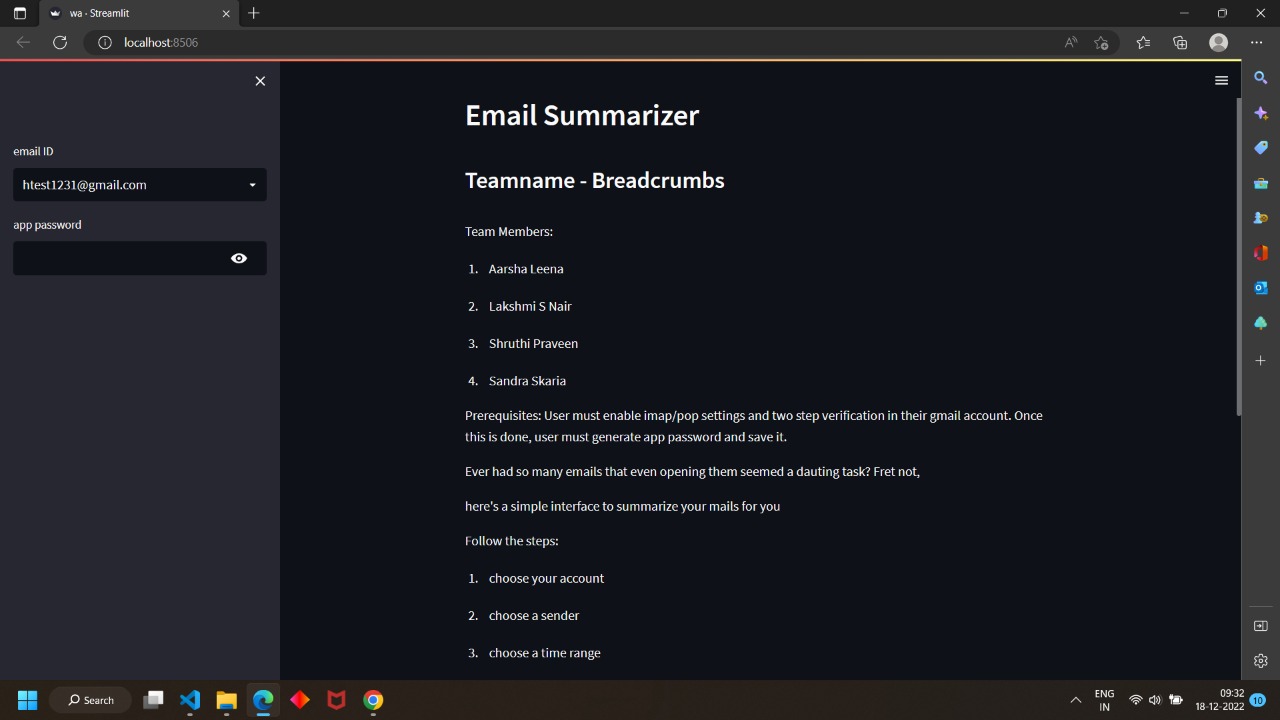 wa · Streamlit
localhost:8506
email ID
htest1231@gmail.com
app password
Email Summarizer
Teamname - Breadcrumbs
Team Members:
1. Aarsha Leena
2. Lakshmi S Nair
3. Shruthi Praveen
4. Sandra Skaria
Prerequisites: User must enable imap/pop settings and two step verification in their gmail account. Once
this is done, user must generate app password and save it.
Ever had so many emails that even opening them seemed a dauting task? Fret not,
here's a simple interface to summarize your mails for you
Follow the steps:
1. choose your account
2. choose a sender
3. choose a time range
Search
ENG
IN
09:32
18-12-2022
10